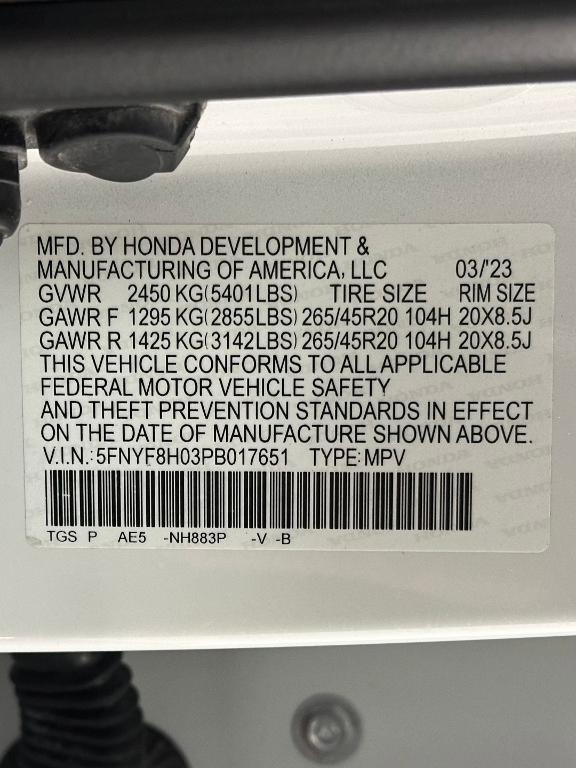 MFD. BY HONDA DEVELOPMENT &
MANUFACTURING OF AMERICA, LLC 03/'23
GVWR 2450 KG(5401LBS) TIRE SIZE RIM SIZE
GAWR F 1295 KG(2855LBS) 265/45R20 104H 20X8.5J
GAWR R 1425 KG(3142LBS) 265/45R20 104H 20X8.5J
THIS VEHICLE CONFORMS TO ALL APPLICABLE
FEDERAL MOTOR VEHICLE SAFETY
AND THEFT PREVENTION STANDARDS IN EFFECT
ON THE DATE OF MANUFACTURE SHOWN ABOVE.
V.I.N.:5FNYF8H03PB017651 TYPE:MPV
TGS P AE5 -NH883P -V -B